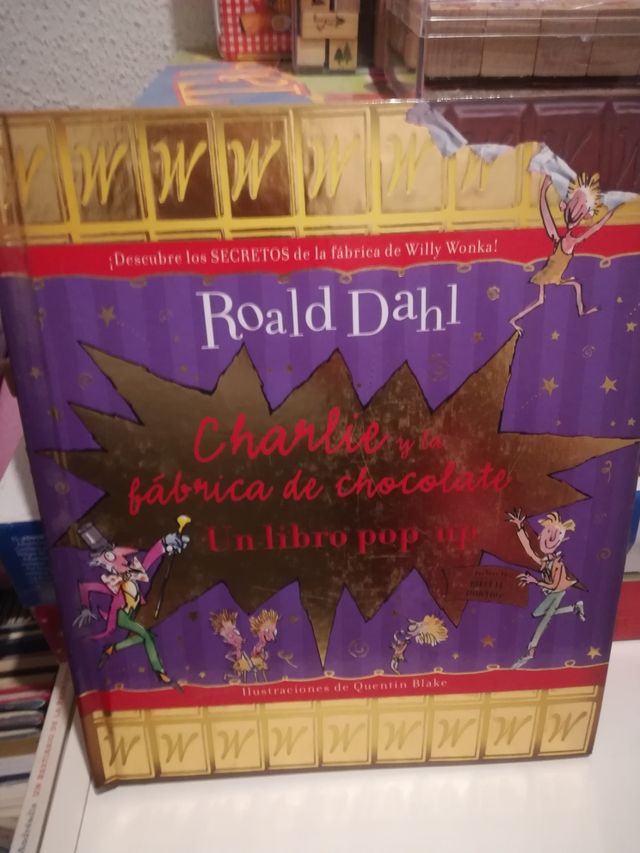 W W W W W W W
¡Descubre los SECRETOS de la fábrica de Willy Wonka!
Roald Dahl
Charlie y la
fábrica de chocolate
Un libro pop-up
Ilustraciones de Quentin Blake
W W W W W W W W W